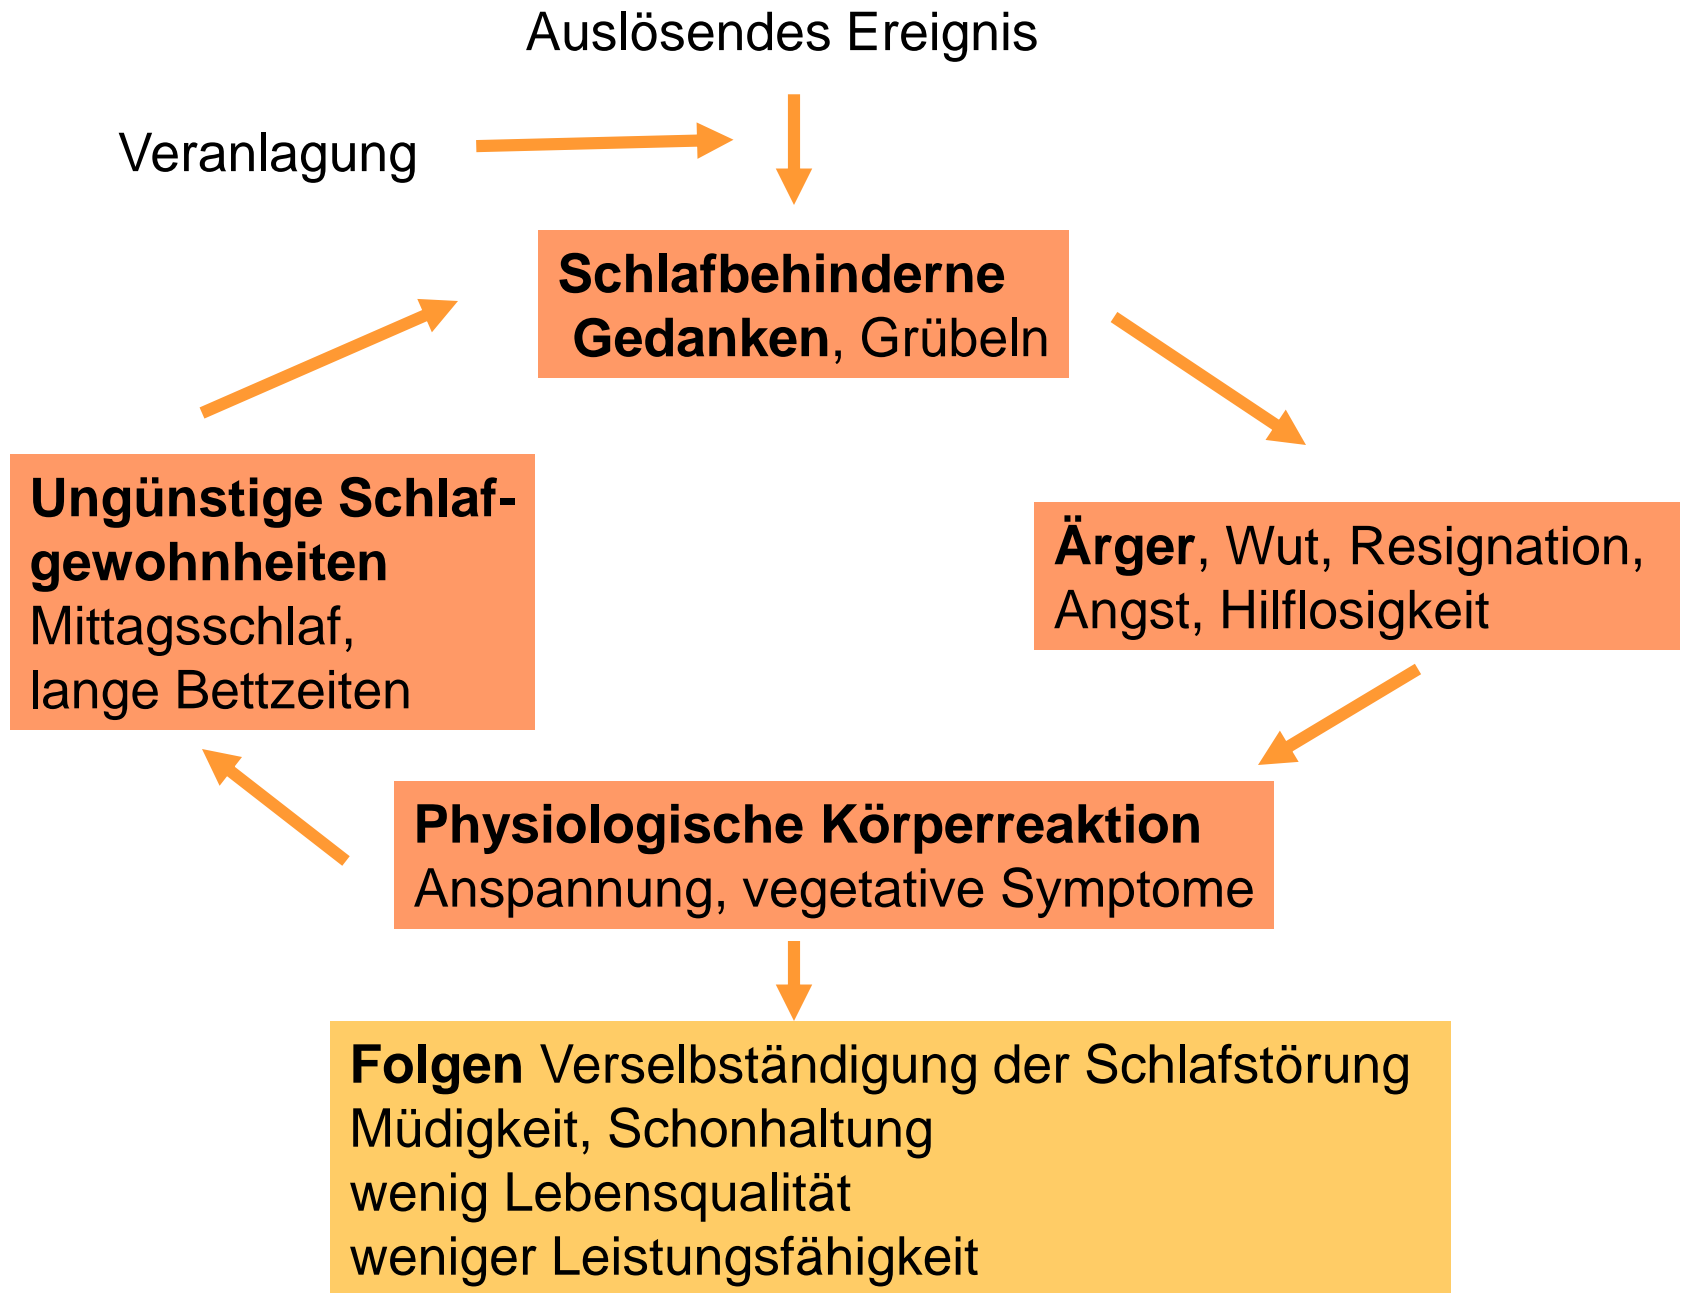 Auslösendes Ereignis
Veranlagung
Schlafbehinderne
Gedanken, Grübeln
Ungünstige Schlaf-
gewohnheiten
Mittagsschlaf,
lange Bettzeiten
Ärger, Wut, Resignation,
Angst, Hilflosigkeit
Physiologische Körperreaktion
Anspannung, vegetative Symptome
Folgen Verselbständigung der Schlafstörung
Müdigkeit, Schonhaltung
wenig Lebensqualität
weniger Leistungsfähigkeit